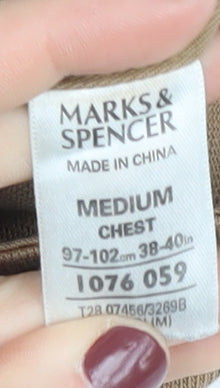 MARKS &
SPENCER
MADE IN CHINA
MEDIUM
CHEST
97-102cm 38-40in
1076 059
T28 07456/3269B
(M)